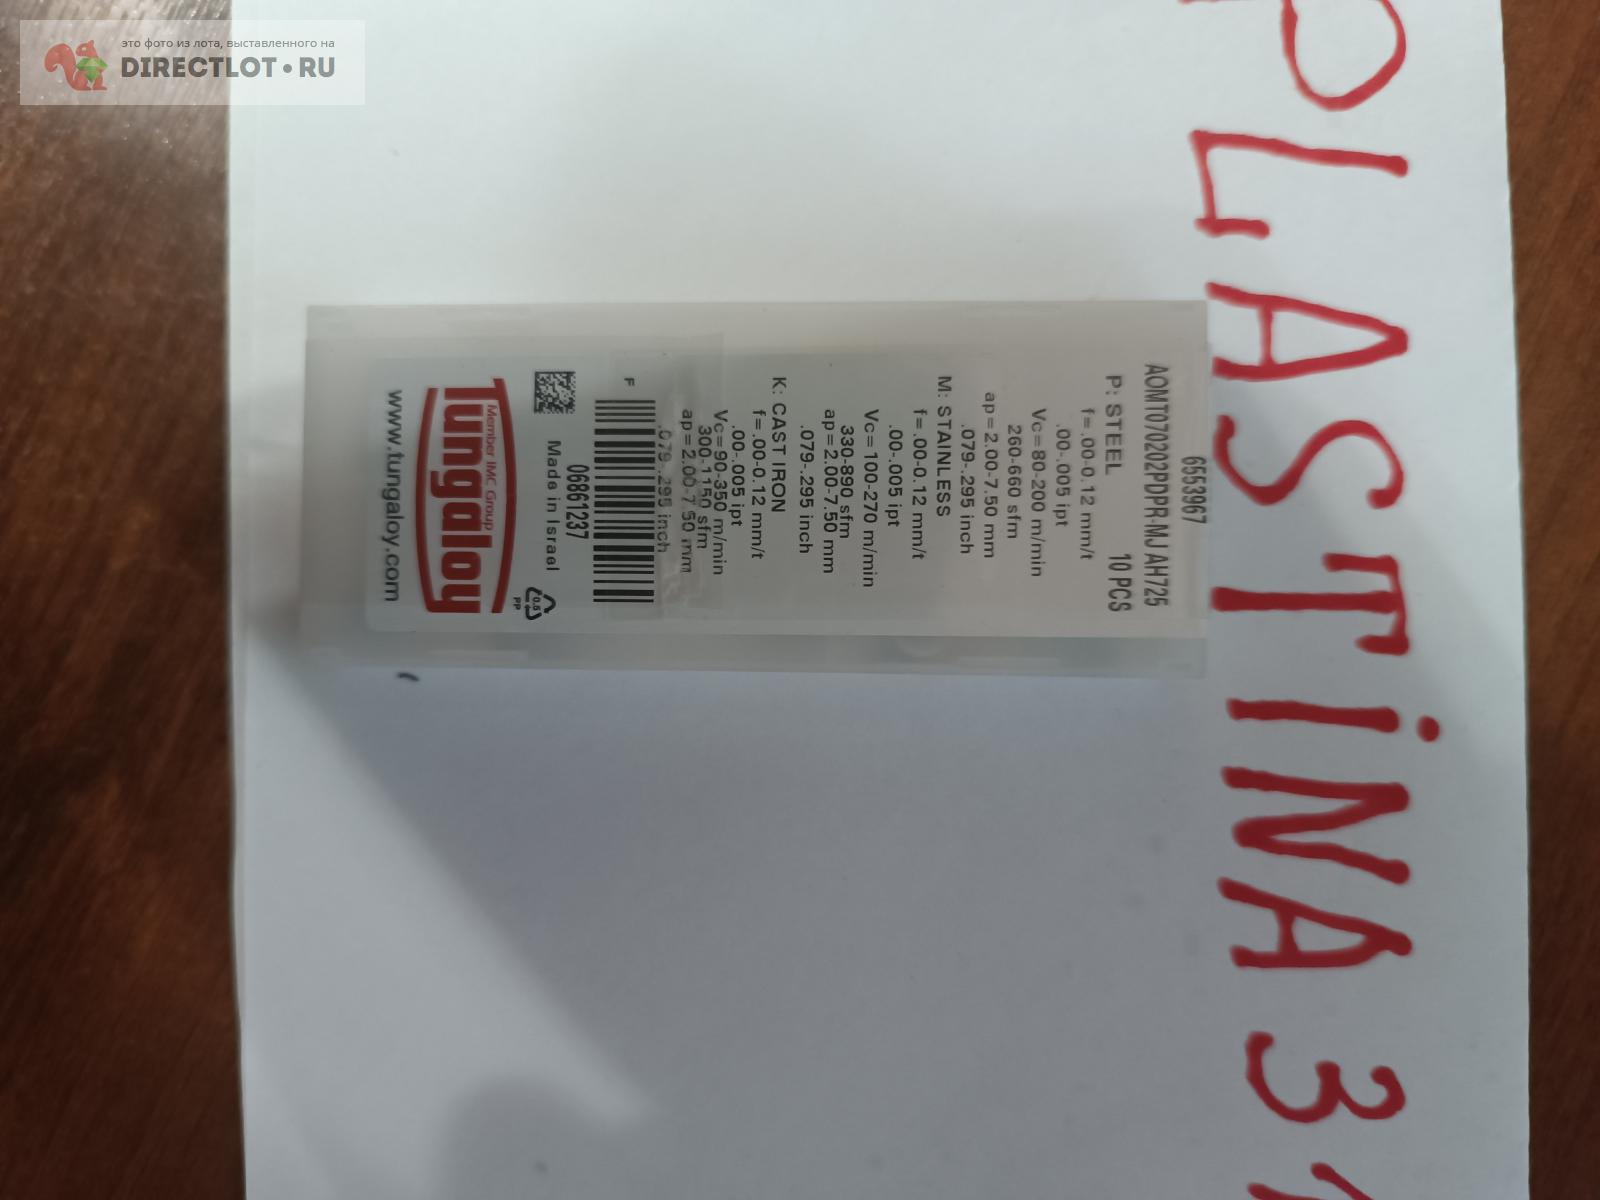 это фото из лота, выставленного на
DIRECTLOT • RU
PLASTiNA 31
6553967
AOMT070202PDPR-MJ AH725
P: STEEL 10 PCS
f=.00-0.12 mm/t
.00-.005 ipt
Vc=80-200 m/min
260-660 sfm
ap=2.00-7.50 mm
.079-.295 inch
M: STAINLESS
f=.00-0.12 mm/t
.00-.005 ipt
Vc=100-270 m/min
330-890 sfm
ap=2.00-7.50 mm
.079-.295 inch
K: CAST IRON
f=.00-0.12 mm/t
.00-.005 ipt
Vc=90-350 m/min
300-1150 sfm
ap=2.00-7.50 mm
.079-.295 inch
F
06861237
Made in Israel
0.5
PP
Member IMC Group
Tungaloy
www.tungaloy.com